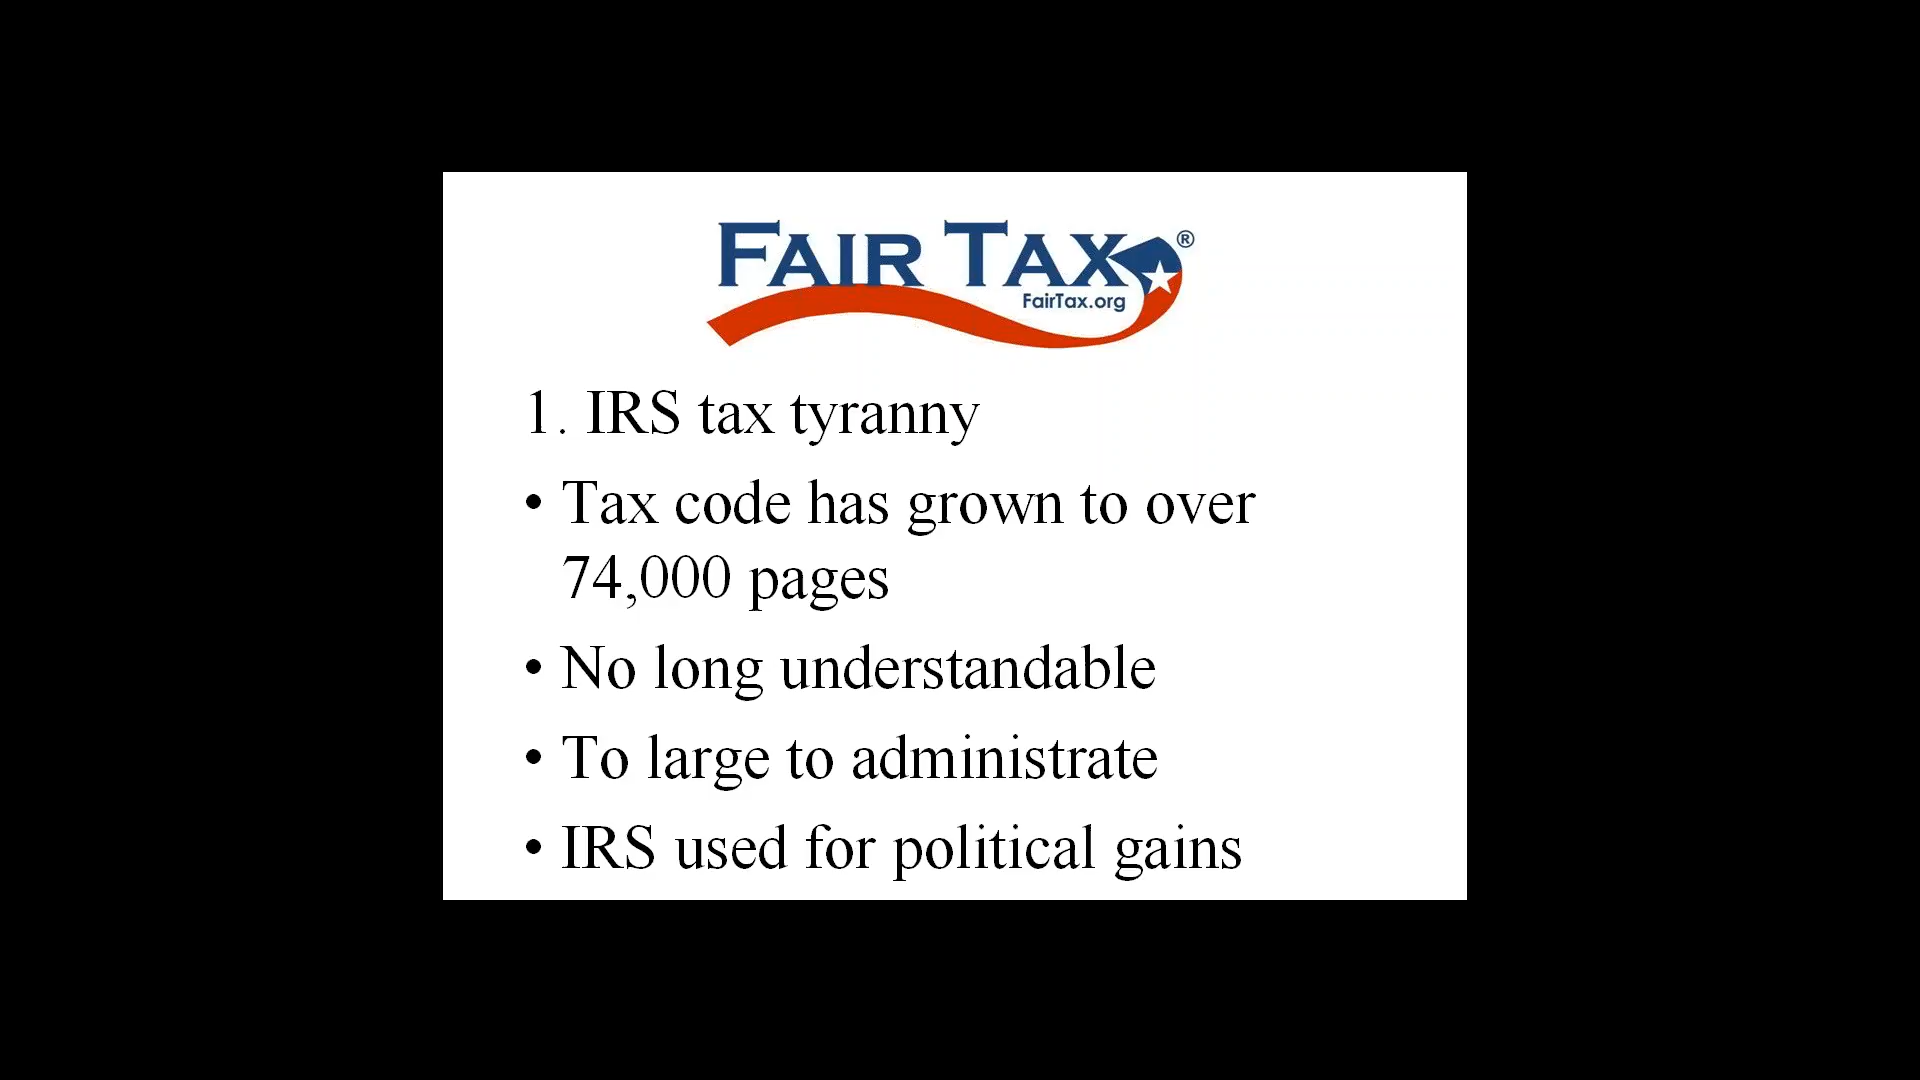 FAIR TAX®
FairTax.org
1. IRS tax tyranny
• Tax code has grown to over
74,000 pages
• No long understandable
• To large to administrate
• IRS used for political gains